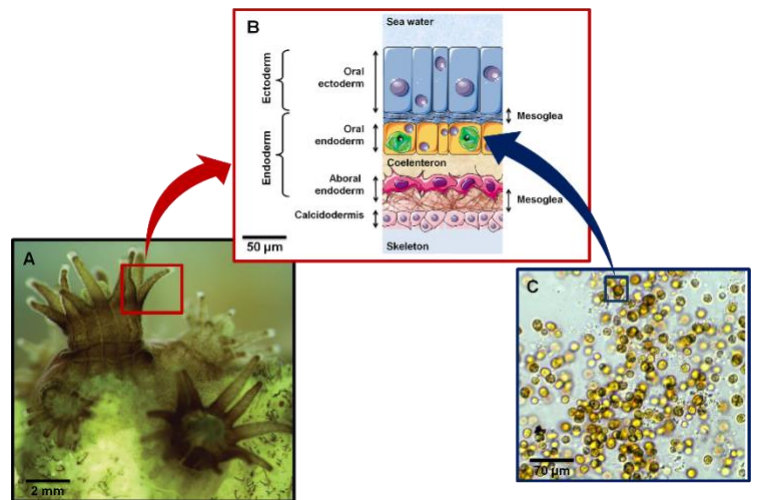 B
Sea water
Ectoderm
Oral
ectoderm
Mesoglea
Endoderm
Oral
endoderm
Coelenteron
Aboral
endoderm
Mesoglea
Calcidodermis
50 µm
Skeleton
A
2 mm
C
70 µm